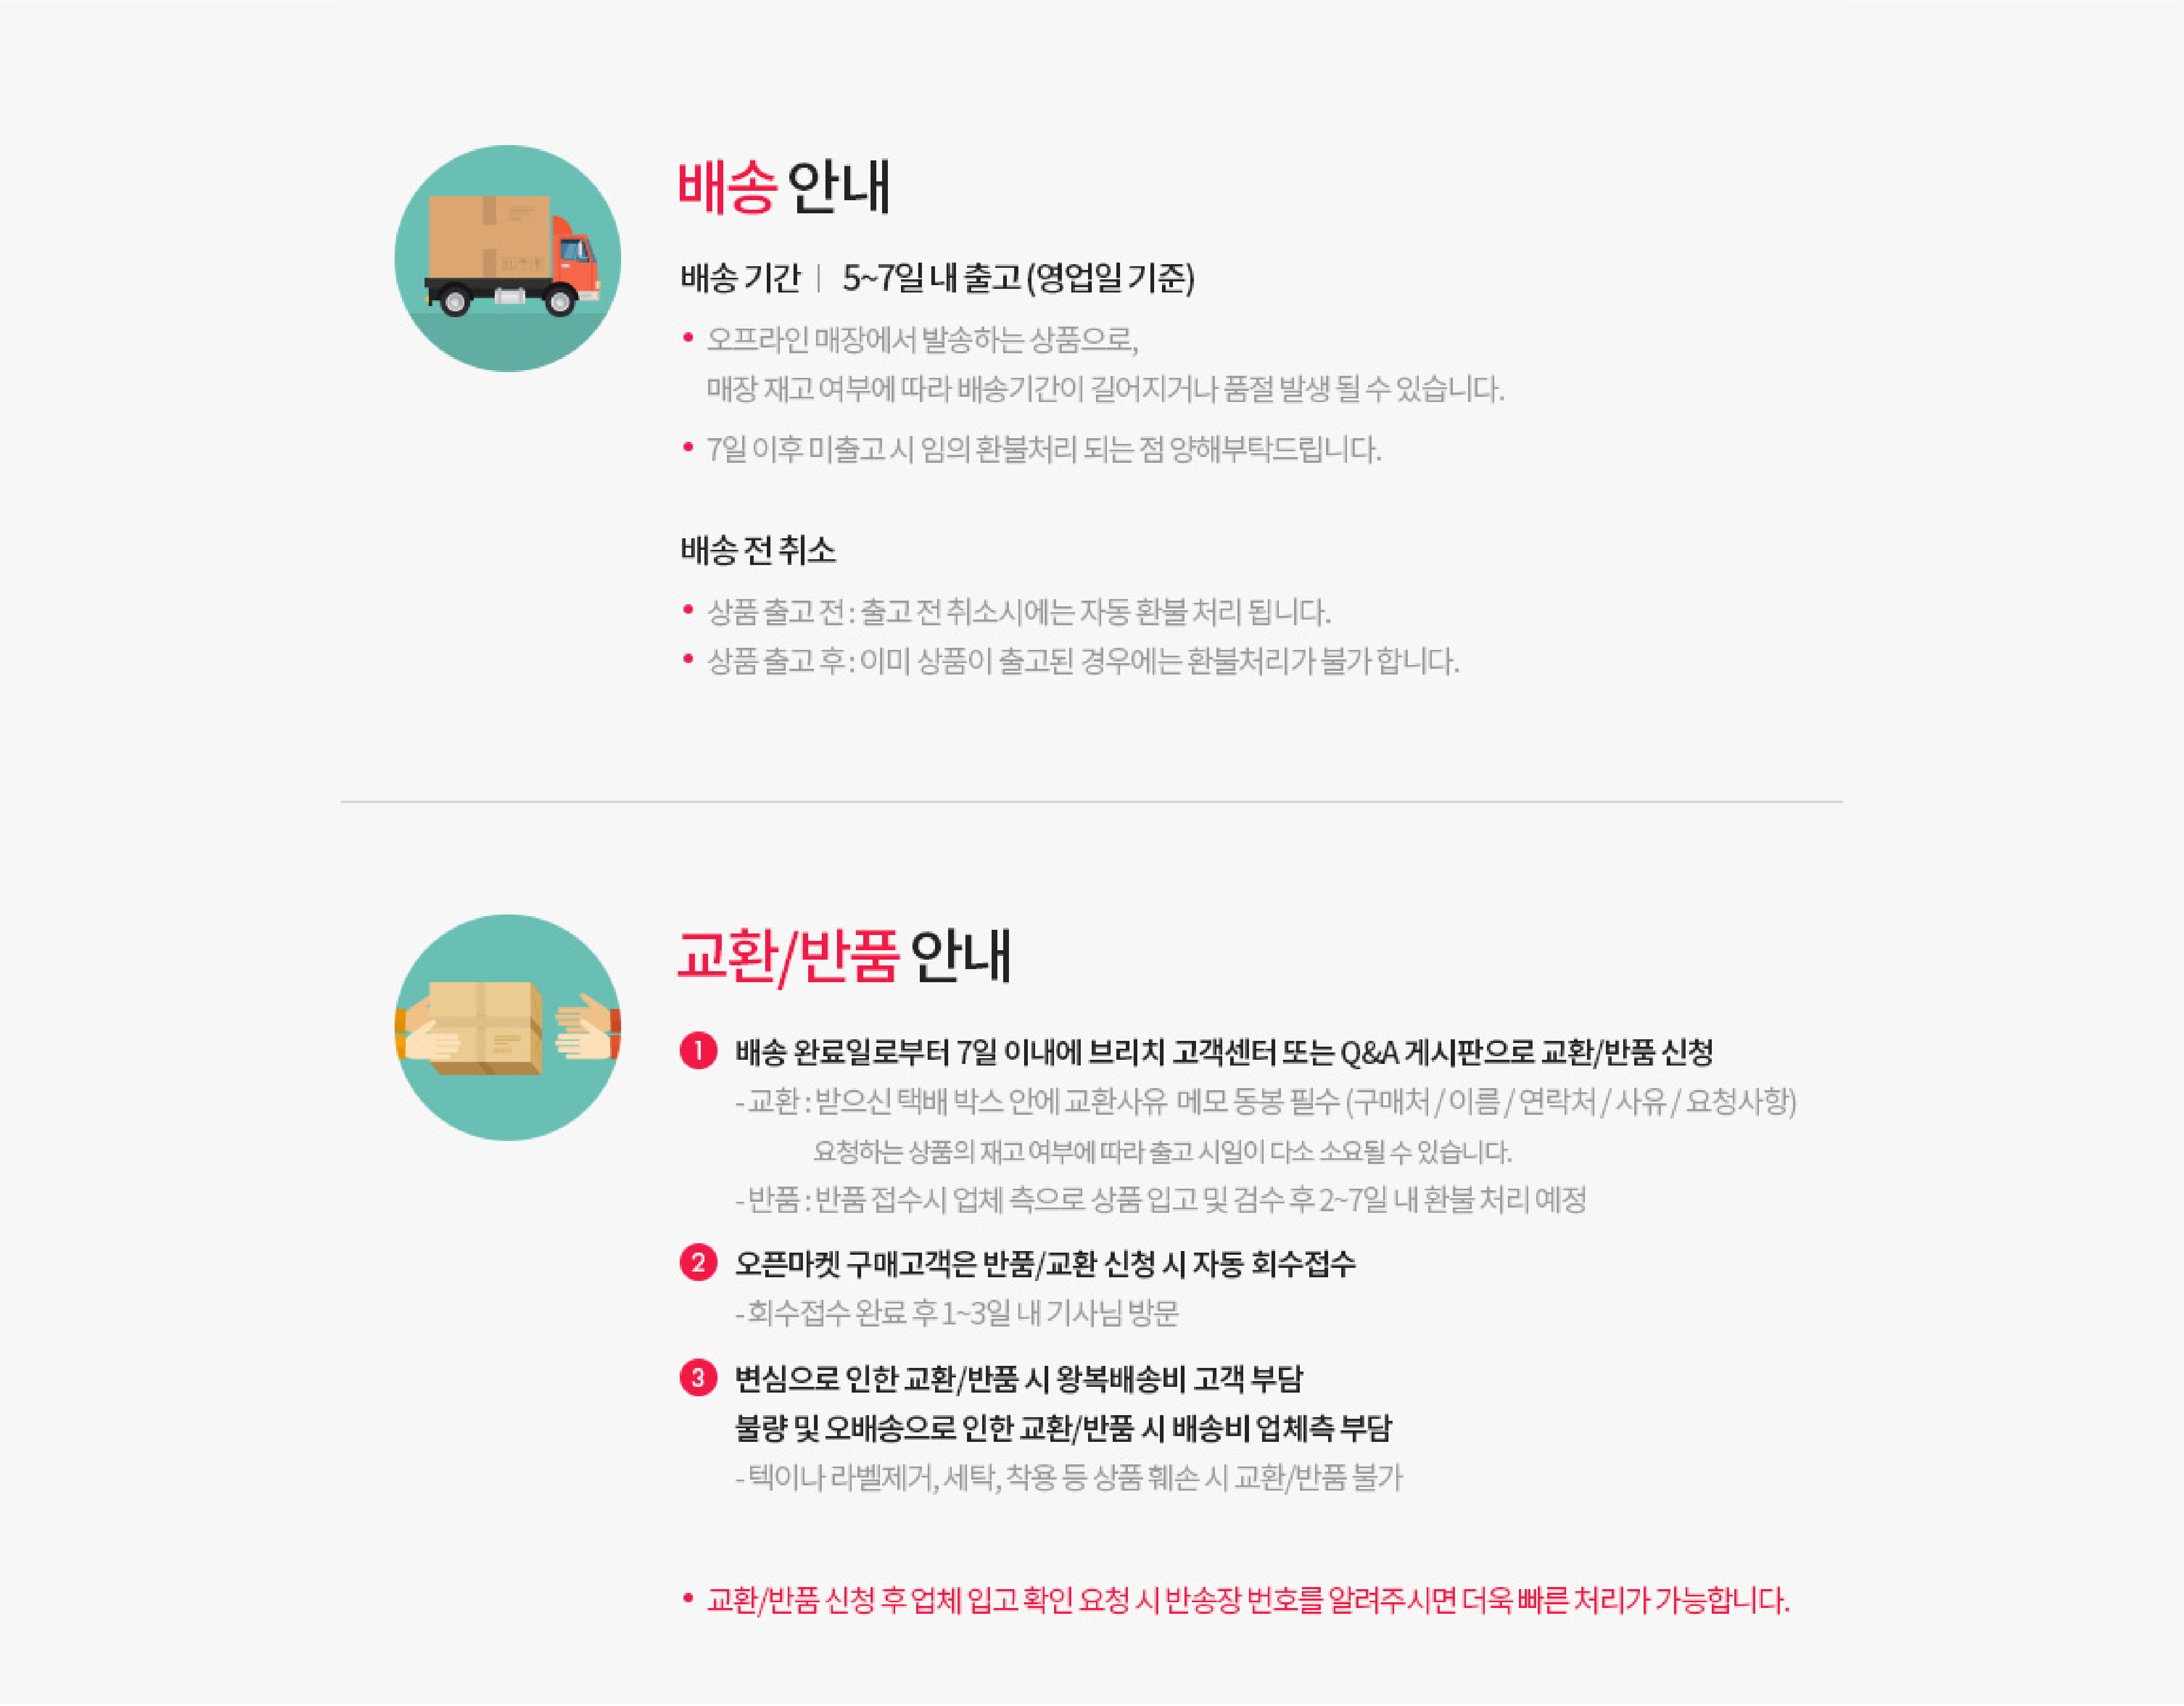 배송 안내
배송 기간 | 5~7일 내 출고 (영업일 기준)
• 오프라인 매장에서 발송하는 상품으로,
매장 재고 여부에 따라 배송기간이 길어지거나 품절 발생 될 수 있습니다.
• 7일 이후 미출고 시 임의 환불처리 되는 점 양해부탁드립니다.
배송 전 취소
• 상품 출고 전 : 출고 전 취소시에는 자동 환불 처리 됩니다.
• 상품 출고 후 : 이미 상품이 출고된 경우에는 환불처리가 불가 합니다.
교환/반품 안내
1 배송 완료일로부터 7일 이내에 브리치 고객센터 또는 Q&A 게시판으로 교환/반품 신청
- 교환 : 받으신 택배 박스 안에 교환사유 메모 동봉 필수 (구매처 / 이름 / 연락처 / 사유 / 요청사항)
요청하는 상품의 재고 여부에 따라 출고 시일이 다소 소요될 수 있습니다.
- 반품 : 반품 접수시 업체 측으로 상품 입고 및 검수 후 2~7일 내 환불 처리 예정
2 오픈마켓 구매고객은 반품/교환 신청 시 자동 회수접수
- 회수접수 완료 후 1~3일 내 기사님 방문
3 변심으로 인한 교환/반품 시 왕복배송비 고객 부담
불량 및 오배송으로 인한 교환/반품 시 배송비 업체측 부담
- 텍이나 라벨제거, 세탁, 착용 등 상품 훼손 시 교환/반품 불가
• 교환/반품 신청 후 업체 입고 확인 요청 시 반송장 번호를 알려주시면 더욱 빠른 처리가 가능합니다.